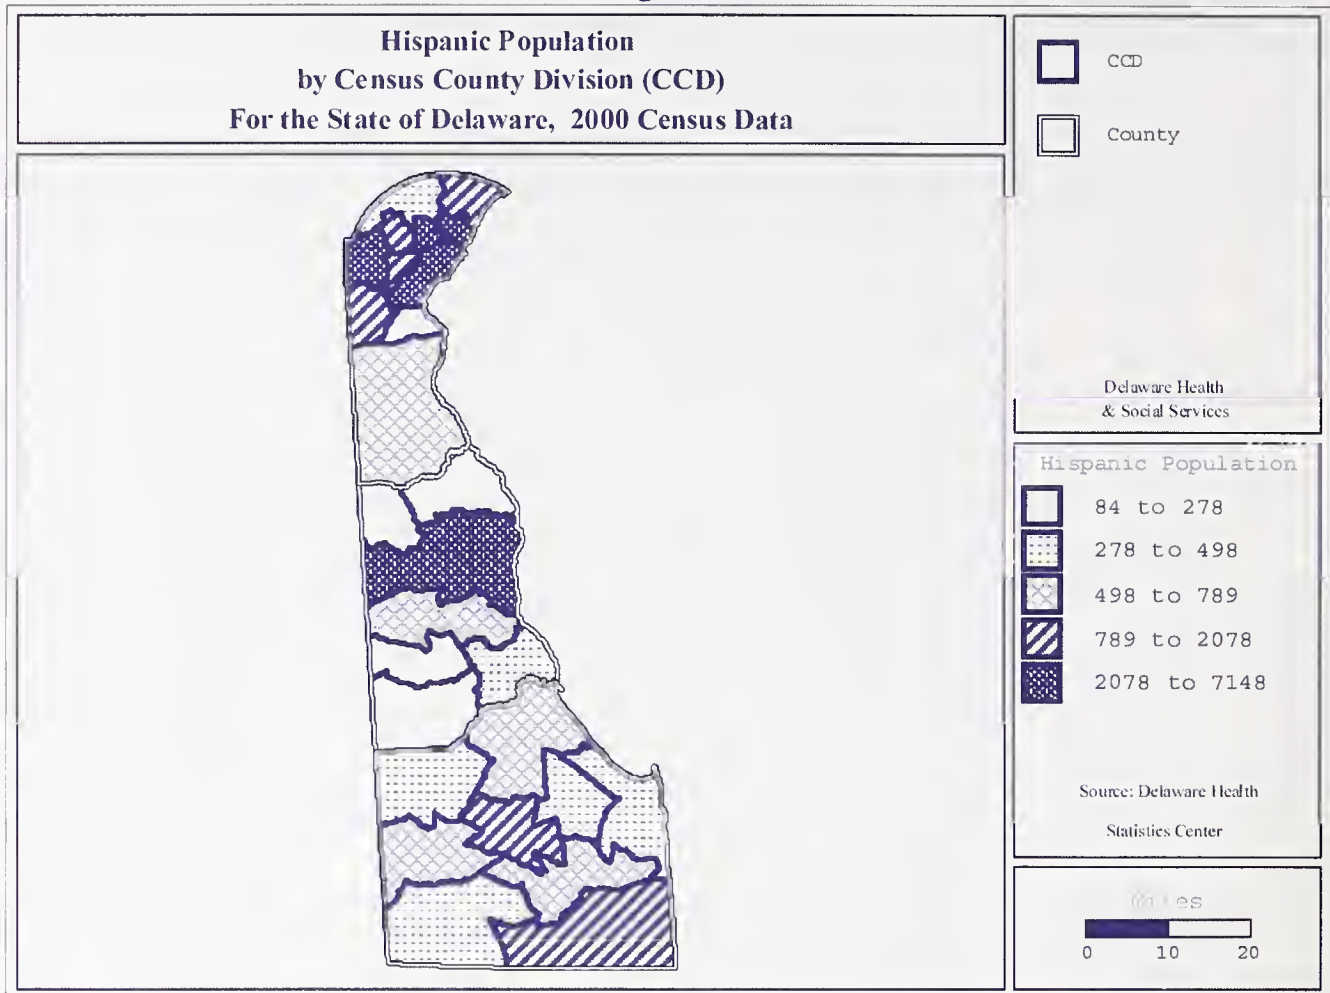 Hispanic Population
by Census County Division (CCD)
For the State of Delaware, 2000 Census Data
CCD
County
Delaware Health
& Social Services
Hispanic Population
84 to 278
278 to 498
498 to 789
789 to 2078
2078 to 7148
Source: Delaware Health
Statistics Center
Miles
0 10 20